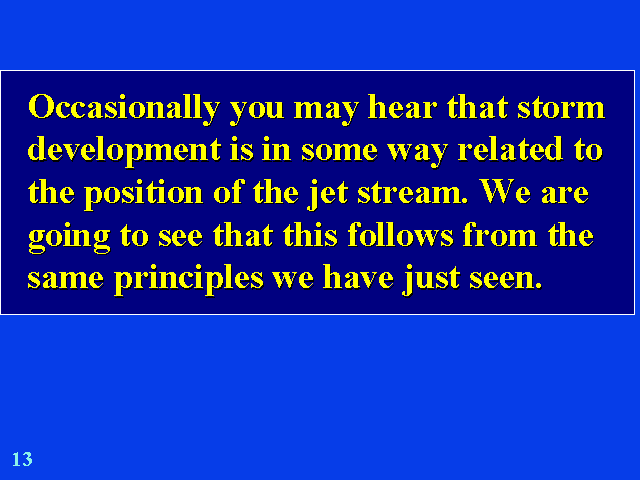 Occasionally you may hear that storm
development is in some way related to
the position of the jet stream. We are
going to see that this follows from the
same principles we have just seen.
13